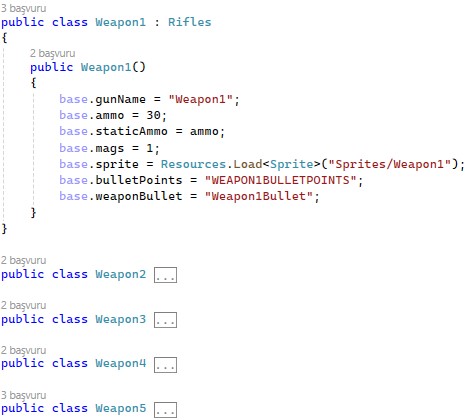 3 başvuru
public class Weapon1 : Rifles
{
2 başvuru
public Weapon1()
{
base.gunName = "Weapon1";
base.ammo = 30;
base.staticAmmo = ammo;
base.mags = 1;
base.sprite = Resources.Load<Sprite>("Sprites/Weapon1");
base.bulletPoints = "WEAPON1BULLETPOINTS";
base.weaponBullet = "Weapon1Bullet";
}
}
2 başvuru
public class Weapon2 ...
2 başvuru
public class Weapon3 ...
2 başvuru
public class Weapon4 ...
3 başvuru
public class Weapon5 ...